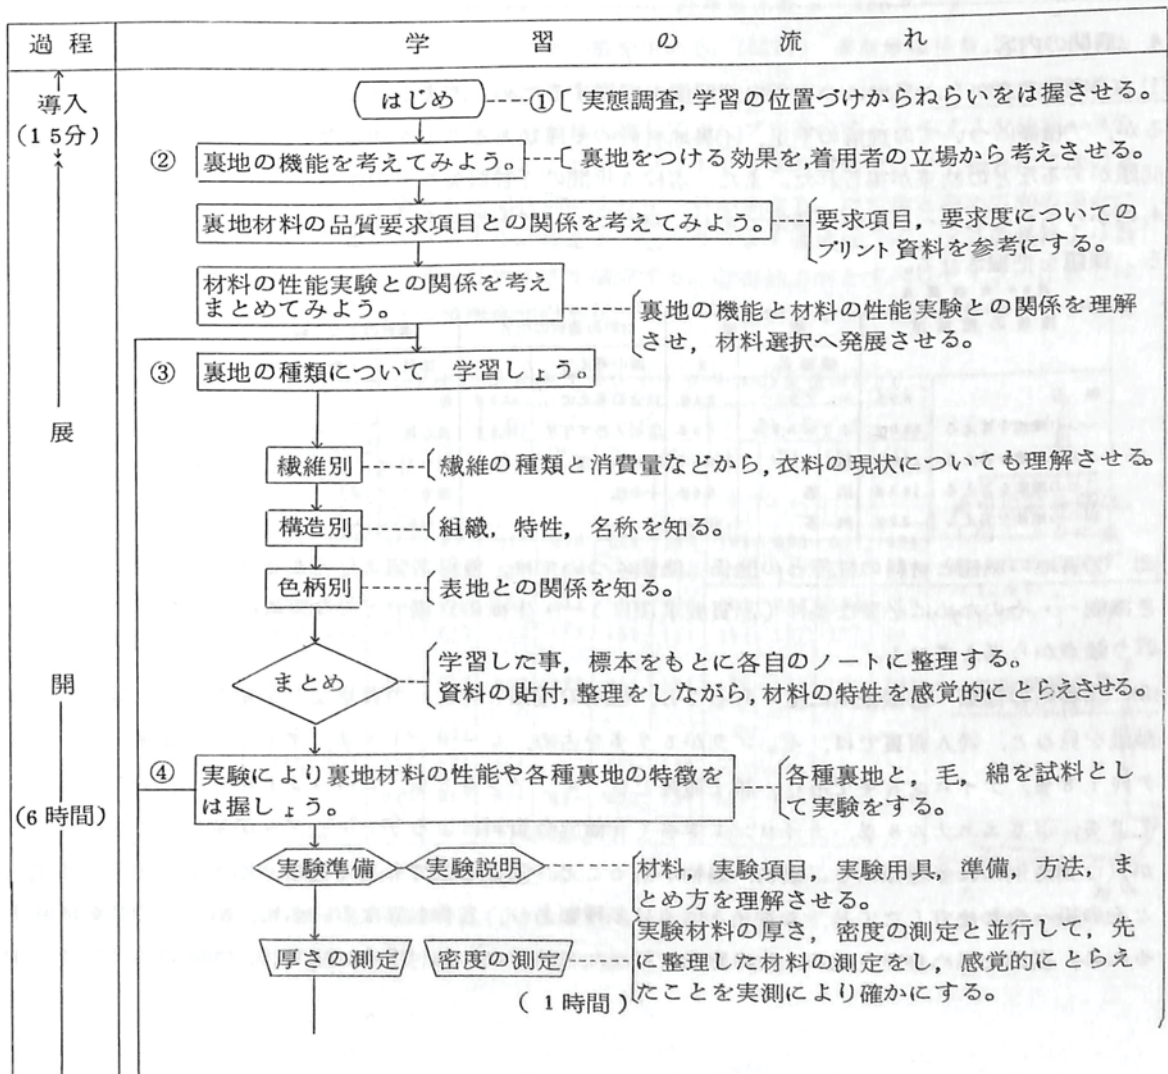 過程
学習の流れ
導入
(15分)
はじめ
①[ 実態調査,学習の位置づけからねらいをは握させる。
② 裏地の機能を考えてみよう。
裏地をつける効果を,着用者の立場から考えさせる。
裏地材料の品質要求項目との関係を考えてみよう。
要求項目,要求度についての
プリント資料を参考にする。
材料の性能実験との関係を考え
まとめてみよう。
裏地の機能と材料の性能実験との関係を理解
させ,材料選択へ発展させる。
③ 裏地の種類について 学習しょう。
展
繊維別
繊維の種類と消費量などから,衣料の現状についても理解させる。
構造別
組織,特性,名称を知る。
色柄別
表地との関係を知る。
まとめ
学習した事,標本をもとに各自のノートに整理する。
資料の貼付,整理をしながら,材料の特性を感覚的にとらえさせる。
開
④ 実験により裏地材料の性能や各種裏地の特徴を
は握しょう。
各種裏地と,毛,綿を試料とし
て実験をする。
(6時間)
実験準備
実験説明
材料,実験項目,実験用具,準備,方法,ま
とめ方を理解させる。
厚さの測定
密度の測定
(1時間)
実験材料の厚さ,密度の測定と並行して,先
に整理した材料の測定をし,感覚的にとらえ
たことを実測により確かにする。